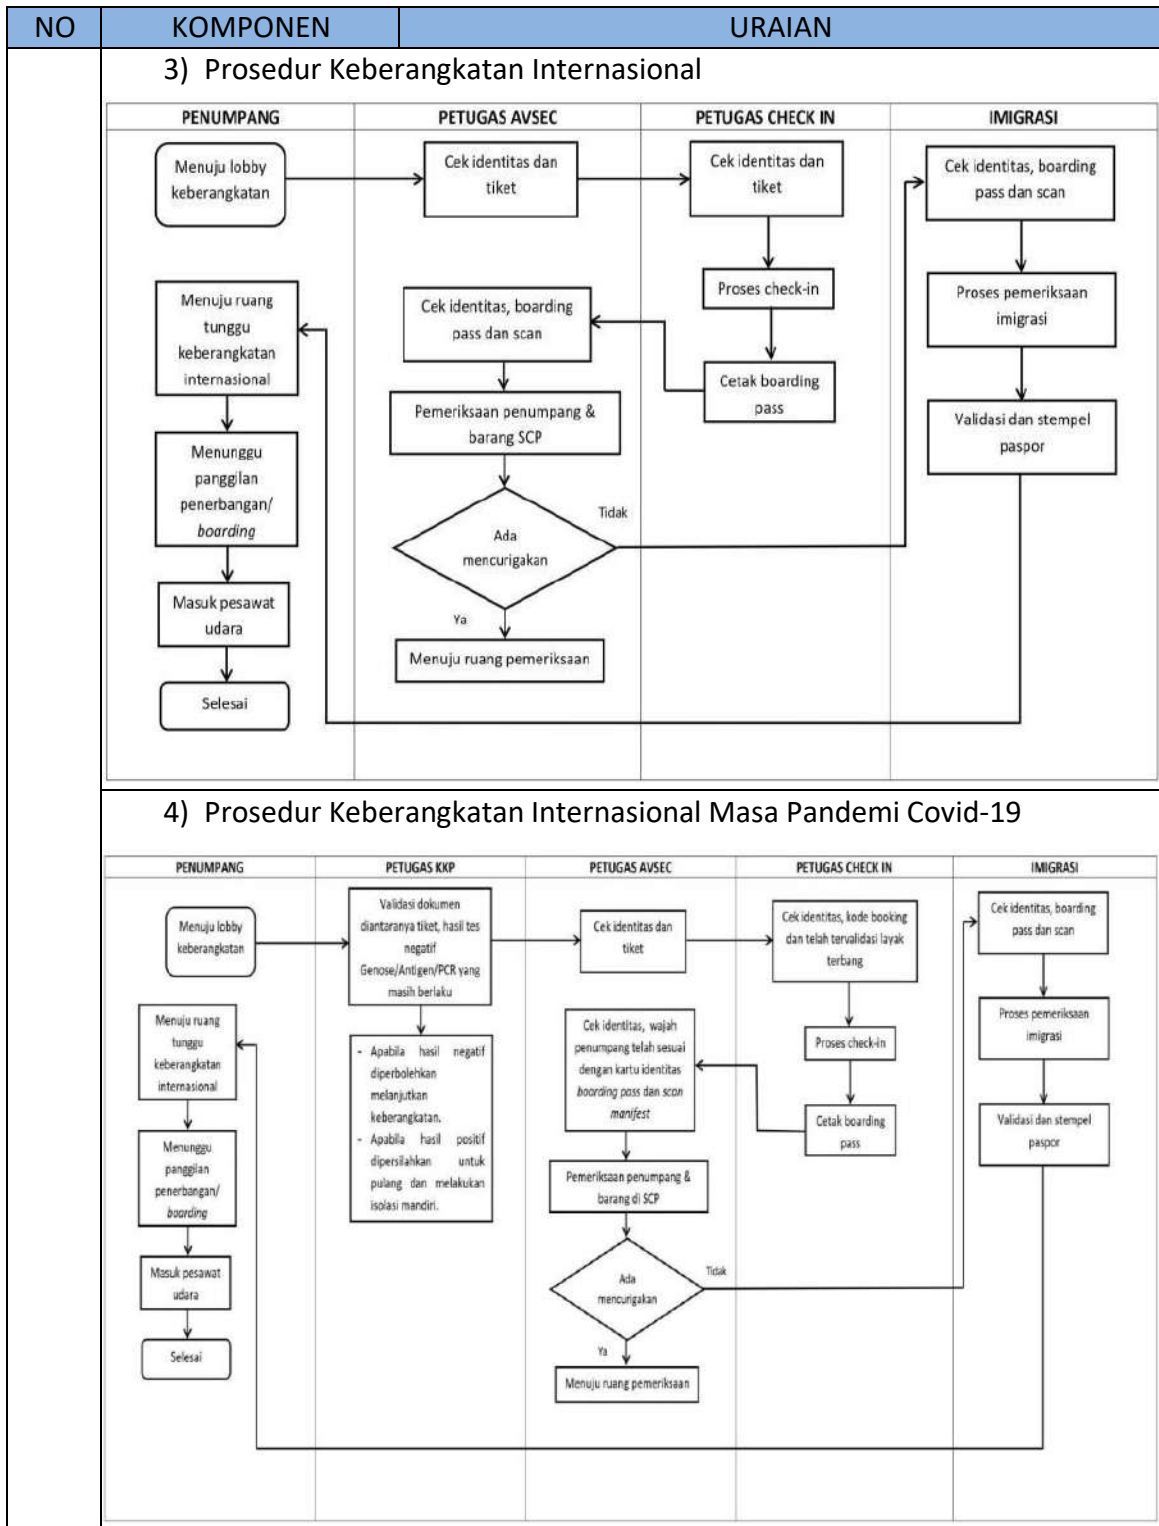 NO KOMPONEN URAIAN
3) Prosedur Keberangkatan Internasional
PENUMPANG PETUGAS AVSEC PETUGAS CHECK IN IMIGRASI
Menuju lobby
keberangkatan
Cek identitas dan
tiket
Cek identitas dan
tiket
Cek identitas, boarding
pass dan scan
Proses check-in
Proses pemeriksaan
imigrasi
Cetak boarding
pass
Validasi dan stempel
paspor
Cek identitas, boarding
pass dan scan
Pemeriksaan penumpang &
barang SCP
Ada
mencurigakan
Tidak
Ya
Menuju ruang pemeriksaan
Menuju ruang
tunggu
keberangkatan
internasional
Menunggu
panggilan
penerbangan/
boarding
Masuk pesawat
udara
Selesai
4) Prosedur Keberangkatan Internasional Masa Pandemi Covid-19
PENUMPANG PETUGAS KKP PETUGAS AVSEC PETUGAS CHECK IN IMIGRASI
Menuju lobby
keberangkatan
Validasi dokumen
diantaranya tiket, hasil tes
negatif
Genose/Antigen/PCR yang
masih berlaku
- Apabila hasil negatif
diperbolehkan
melanjutkan
keberangkatan.
- Apabila hasil positif
dipersilahkan untuk
pulang dan melakukan
isolasi mandiri.
Cek identitas dan
tiket
Cek identitas, kode booking
dan telah tervalidasi layak
terbang
Proses check-in
Cetak boarding
pass
Cek identitas, wajah
penumpang telah sesuai
dengan kartu identitas
boarding pass dan scan
manifest
Pemeriksaan penumpang &
barang di SCP
Ada
mencurigakan
Tidak
Ya
Menuju ruang pemeriksaan
Cek identitas, boarding
pass dan scan
Proses pemeriksaan
imigrasi
Validasi dan stempel
paspor
Menuju ruang
tunggu
keberangkatan
internasional
Menunggu
panggilan
penerbangan/
boarding
Masuk pesawat
udara
Selesai